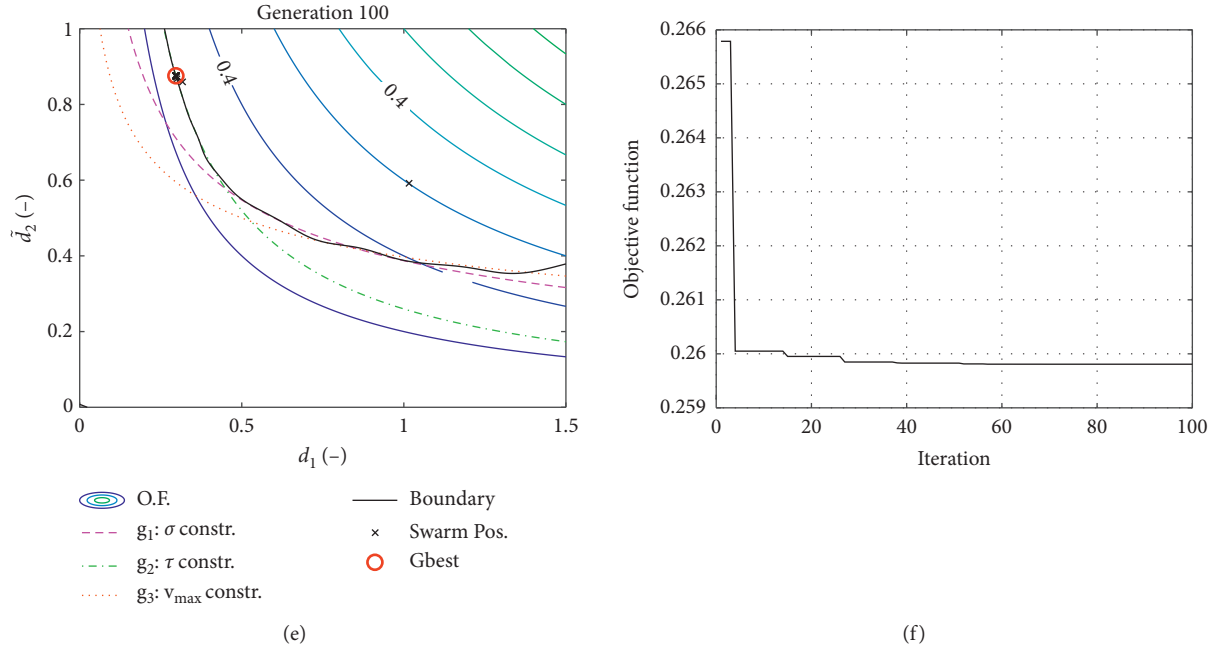 Generation 100
1
0.8
0.6
0.4
0.2
0
d̃₂ (–)
0.4
0.4
0
0.5
1
1.5
d₁ (–)
O.F.
g₁: σ constr.
g₂: τ constr.
g₃: vₘₐₓ constr.
Boundary
Swarm Pos.
Gbest
(e)
0.266
0.265
0.264
0.263
0.262
0.261
0.26
0.259
Objective function
0
20
40
60
80
100
Iteration
(f)